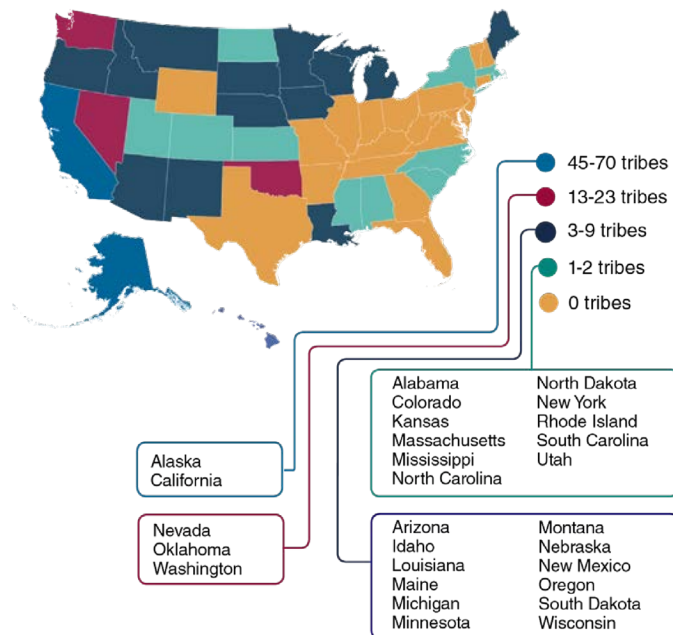 45-70 tribes
13-23 tribes
3-9 tribes
1-2 tribes
0 tribes
Alabama
Colorado
Kansas
Massachusetts
Mississippi
North Carolina
North Dakota
New York
Rhode Island
South Carolina
Utah
Alaska
California
Nevada
Oklahoma
Washington
Arizona
Idaho
Louisiana
Maine
Michigan
Minnesota
Montana
Nebraska
New Mexico
Oregon
South Dakota
Wisconsin